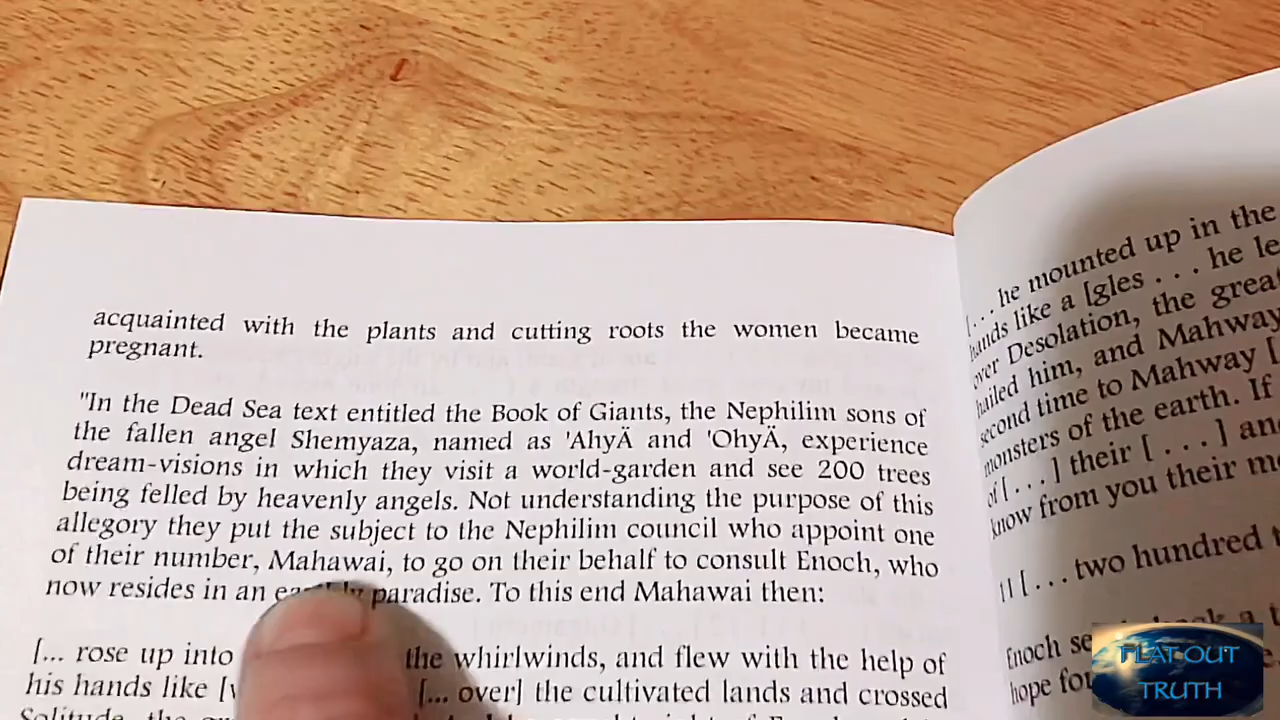 acquainted with the plants and cutting roots the women became
pregnant.
"In the Dead Sea text entitled the Book of Giants, the Nephilim sons of
the fallen angel Shemyaza, named as 'AhyÄ and 'OhyÄ, experience
dream-visions in which they visit a world-garden and see 200 trees
being felled by heavenly angels. Not understanding the purpose of this
allegory they put the subject to the Nephilim council who appoint one
of their number, Mahawai, to go on their behalf to consult Enoch, who
now resides in an paradise. To this end Mahawai then:
[... rose up into the whirlwinds, and flew with the help of
his hands like [... over] the cultivated lands and crossed
Solitude, the
[... he mounted up in the
hands like a [gles ... he
over Desolation, the
hailed him, and Mahway
second time to Mahway [
monsters of the earth. If
of [...] their [...]
know from you their
11 [... two hundred
Enoch
hope
FLAT OUT
TRUTH